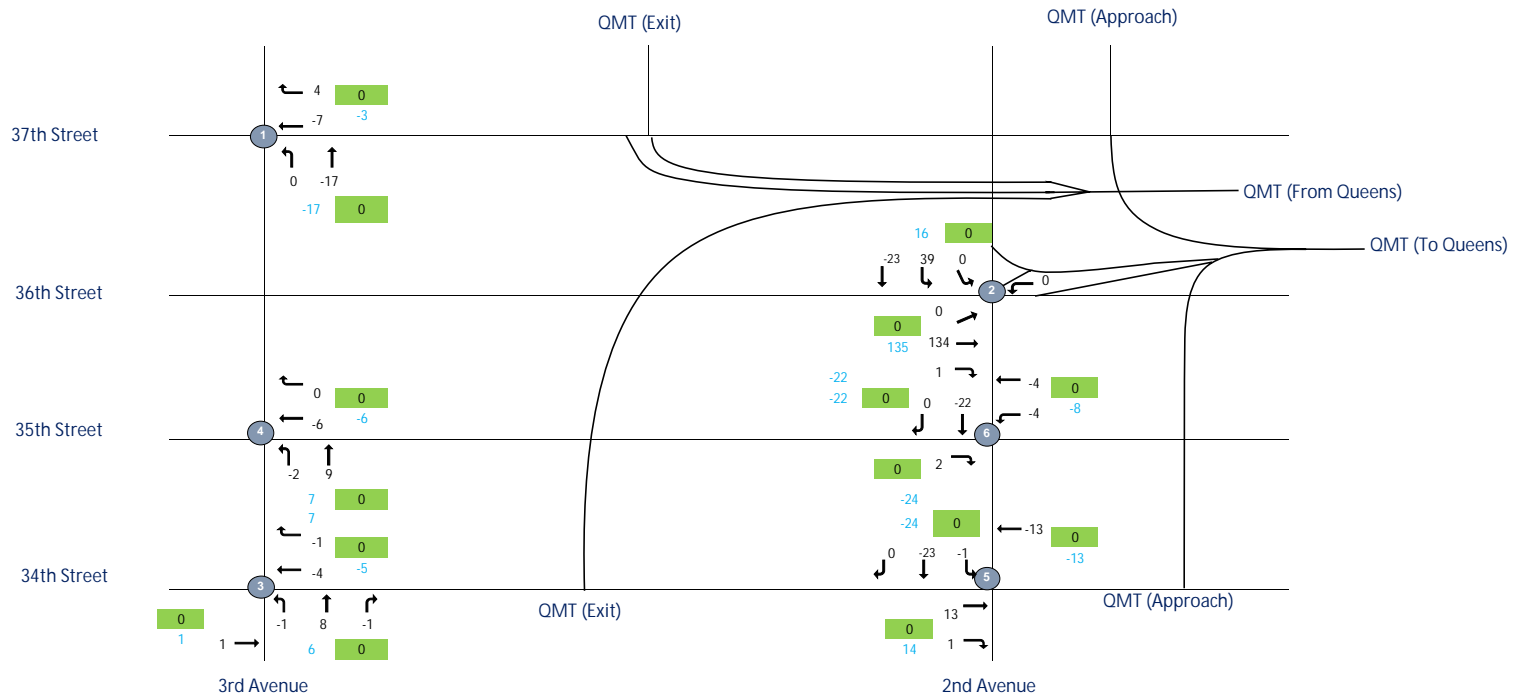 QMT (Approach)
QMT (Exit)
4 0
-3
-7
37th Street 1
0 -17
-17 0
QMT (From Queens)
16 0
QMT (To Queens)
-23 39 0
0
36th Street 2
0
0
135 134
1
-22
-4 0
-22 0 0 -22
-8
-4
0 0
-6
-6
35th Street 4 6
-2 9
0 2
7 0
-24
7
-24 0
-13 0
-13
-1 0
-5
-4
0 -23 -1
34th Street 3 5
QMT (Exit)
QMT (Approach)
0
1 1
-1 8 -1
6 0
13
0
14 1
3rd Avenue 2nd Avenue